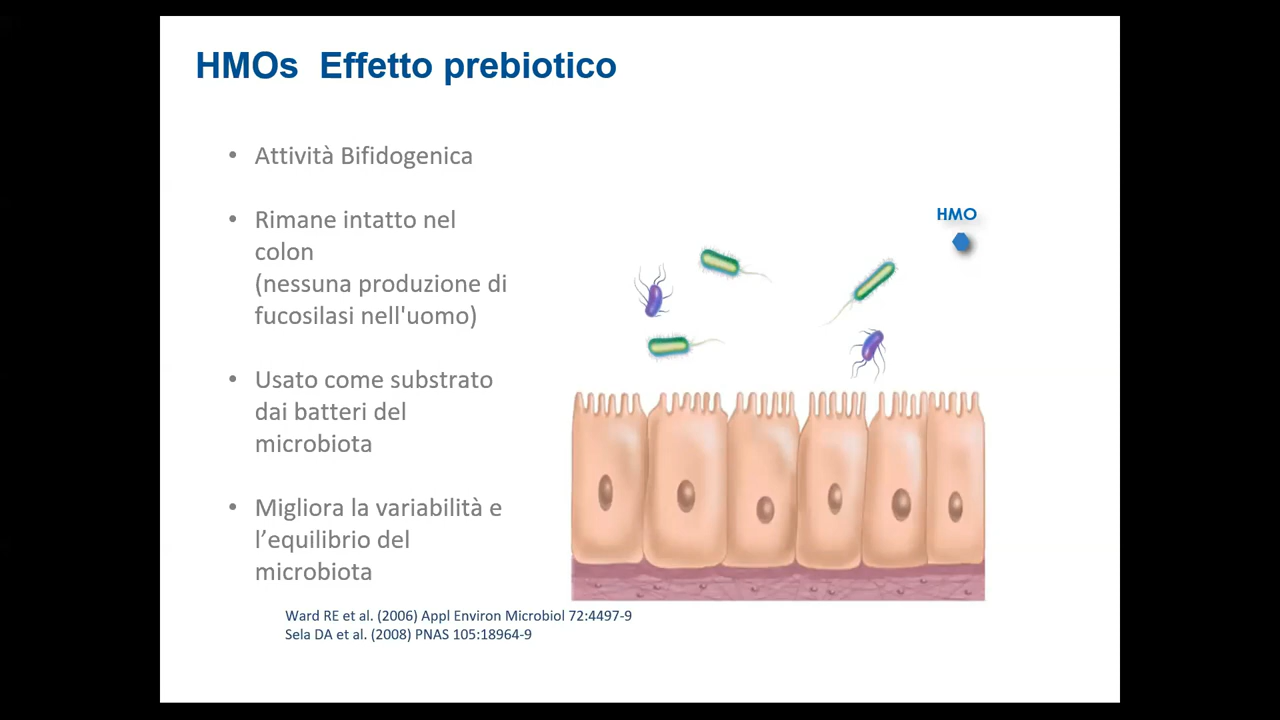 HMOs  Effetto prebiotico
• Attività Bifidogenica
• Rimane intatto nel
colon
(nessuna produzione di
fucosilasi nell'uomo)
• Usato come substrato
dai batteri del
microbiota
• Migliora la variabilità e
l’equilibrio del
microbiota
HMO
Ward RE et al. (2006) Appl Environ Microbiol 72:4497-9
Sela DA et al. (2008) PNAS 105:18964-9